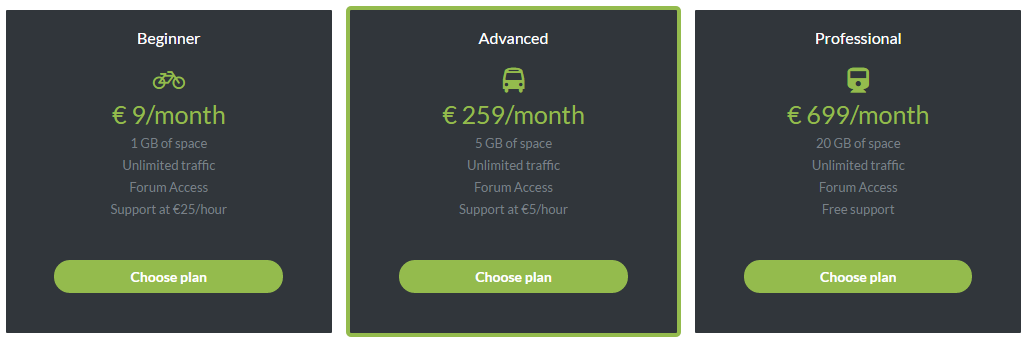 Beginner
€ 9/month
1 GB of space
Unlimited traffic
Forum Access
Support at €25/hour
Choose plan
Advanced
€ 259/month
5 GB of space
Unlimited traffic
Forum Access
Support at €5/hour
Choose plan
Professional
€ 699/month
20 GB of space
Unlimited traffic
Forum Access
Free support
Choose plan